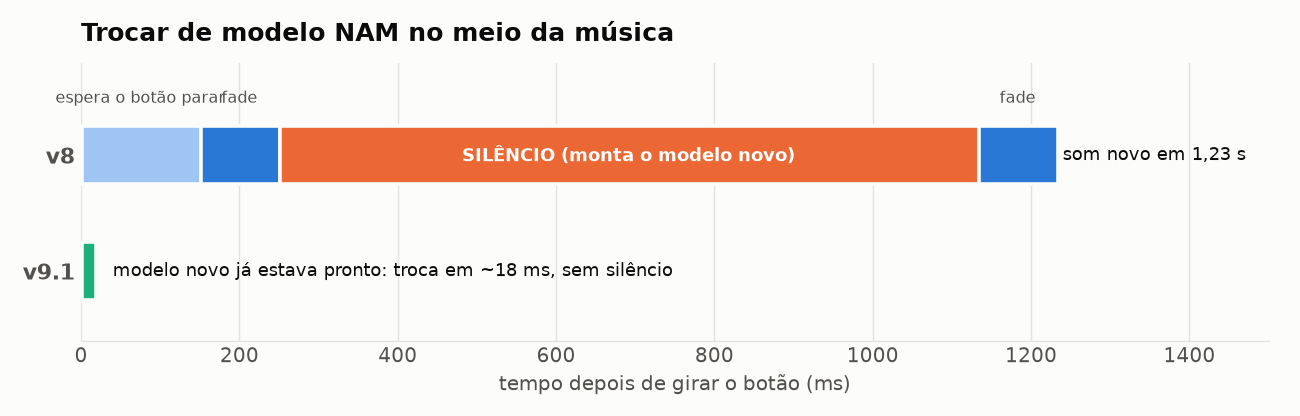 Trocar de modelo NAM no meio da música
espera o botão parar
fade
fade
v8
SILÊNCIO (monta o modelo novo)
som novo em 1,23 s
v9.1
modelo novo já estava pronto: troca em ~18 ms, sem silêncio
0 200 400 600 800 1000 1200 1400
tempo depois de girar o botão (ms)